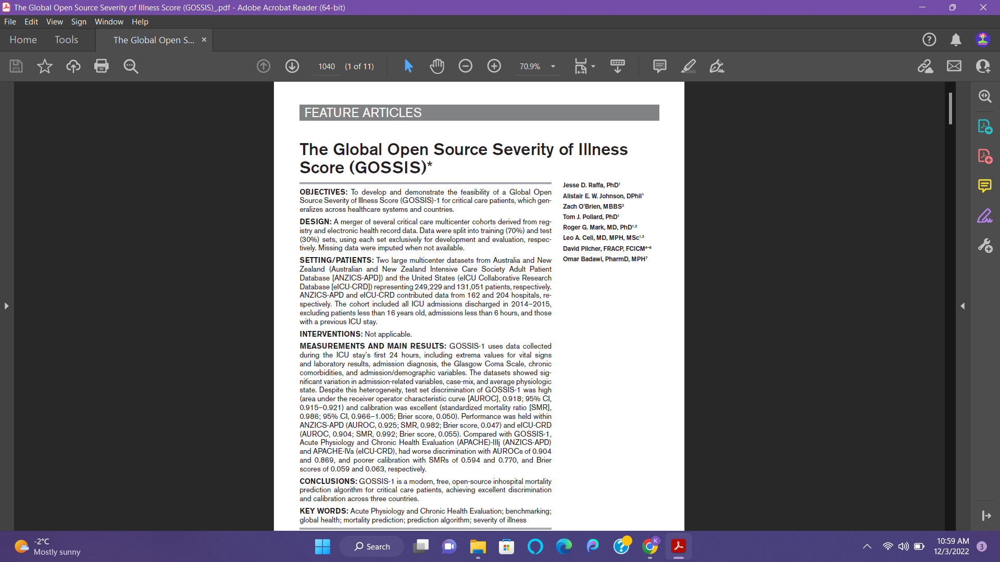 The Global Open Source Severity of Illness Score (GOSSIS)_.pdf - Adobe Acrobat Reader (64-bit)
File Edit View Sign Window Help
Home Tools The Global Open S...
1040 (1 of 11) 70.9%
FEATURE ARTICLES
The Global Open Source Severity of Illness
Score (GOSSIS)*
OBJECTIVES: To develop and demonstrate the feasibility of a Global Open
Source Severity of Illness Score (GOSSIS)-1 for critical care patients, which gen-
eralizes across healthcare systems and countries.
DESIGN: A merger of several critical care multicenter cohorts derived from reg-
istry and electronic health record data. Data were split into training (70%) and test
(30%) sets, using each set exclusively for development and evaluation, respec-
tively. Missing data were imputed when not available.
SETTING/PATIENTS: Two large multicenter datasets from Australia and New
Zealand (Australian and New Zealand Intensive Care Society Adult Patient
Database [ANZICS-APD]) and the United States (eICU Collaborative Research
Database [eICU-CRD]) representing 249,229 and 131,051 patients, respectively.
ANZICS-APD and eICU-CRD contributed data from 162 and 204 hospitals, re-
spectively. The cohort included all ICU admissions discharged in 2014–2015,
excluding patients less than 16 years old, admissions less than 6 hours, and those
with a previous ICU stay.
INTERVENTIONS: Not applicable.
MEASUREMENTS AND MAIN RESULTS: GOSSIS-1 uses data collected
during the ICU stay's first 24 hours, including extrema values for vital signs
and laboratory results, admission diagnosis, the Glasgow Coma Scale, chronic
comorbidities, and admission/demographic variables. The datasets showed sig-
nificant variation in admission-related variables, case-mix, and average physiologic
state. Despite this heterogeneity, test set discrimination of GOSSIS-1 was high
(area under the receiver operator characteristic curve [AUROC], 0.918; 95% CI,
0.915–0.921) and calibration was excellent (standardized mortality ratio [SMR],
0.986; 95% CI, 0.966–1.005; Brier score, 0.050). Performance was held within
ANZICS-APD (AUROC, 0.925; SMR, 0.982; Brier score, 0.047) and eICU-CRD
(AUROC, 0.904; SMR, 0.992; Brier score, 0.055). Compared with GOSSIS-1,
Acute Physiology and Chronic Health Evaluation (APACHE)-IIIj (ANZICS-APD)
and APACHE-IVa (eICU-CRD), had worse discrimination with AUROCs of 0.904
and 0.869, and poorer calibration with SMRs of 0.594 and 0.770, and Brier
scores of 0.059 and 0.063, respectively.
CONCLUSIONS: GOSSIS-1 is a modern, free, open-source inhospital mortality
prediction algorithm for critical care patients, achieving excellent discrimination
and calibration across three countries.
KEY WORDS: Acute Physiology and Chronic Health Evaluation; benchmarking;
global health; mortality prediction; prediction algorithm; severity of illness
Jesse D. Raffa, PhD¹
Alistair E. W. Johnson, DPhil¹
Zach O'Brien, MBBS²
Tom J. Pollard, PhD¹
Roger G. Mark, MD, PhD¹,³
Leo A. Celi, MD, MPH, MSc¹,³
David Pilcher, FRACP, FCICM⁴⁻⁶
Omar Badawi, PharmD, MPH⁷
-2°C
Mostly sunny
Search
K
10:59 AM
12/3/2022
3